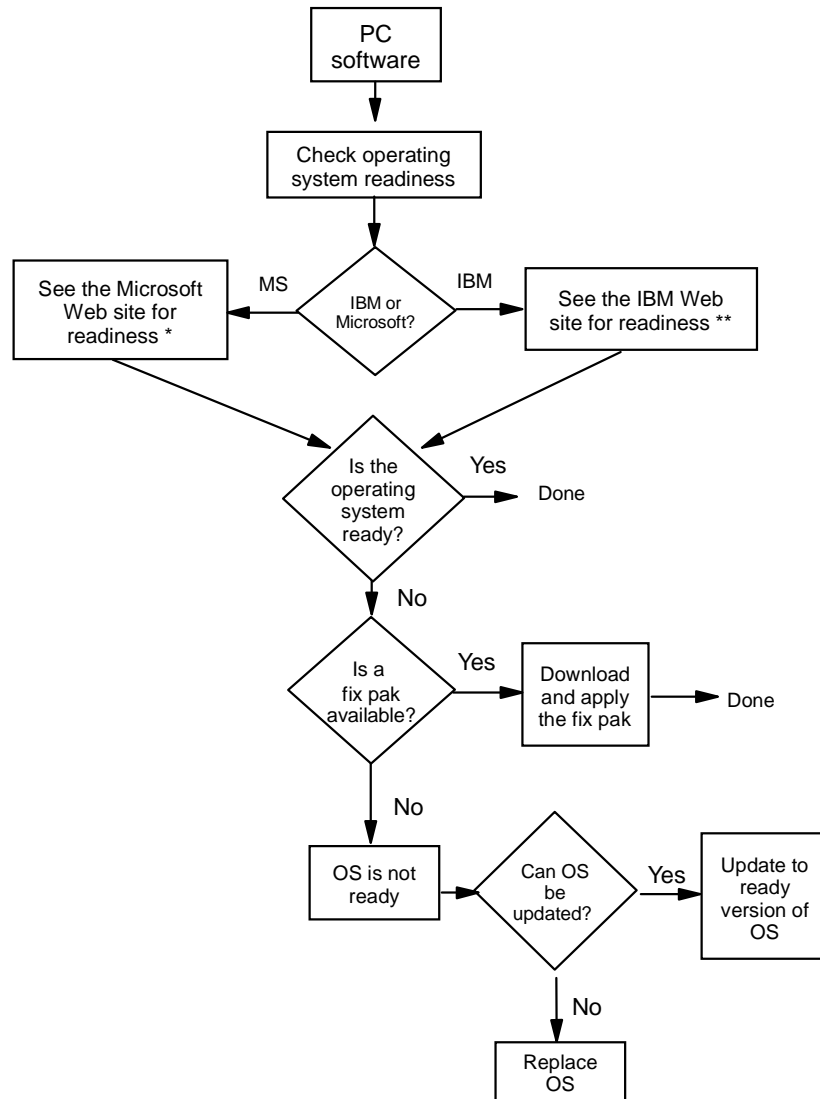 PC
software
Check operating
system readiness
MS
IBM
See the Microsoft
Web site for
readiness *
IBM or
Microsoft?
See the IBM Web
site for readiness **
Is the
operating
system
ready?
Yes
Done
No
Is a
fix pak
available?
Yes
Download
and apply
the fix pak
Done
No
OS is not
ready
Can OS
be
updated?
Yes
Update to
ready
version of
OS
No
Replace
OS